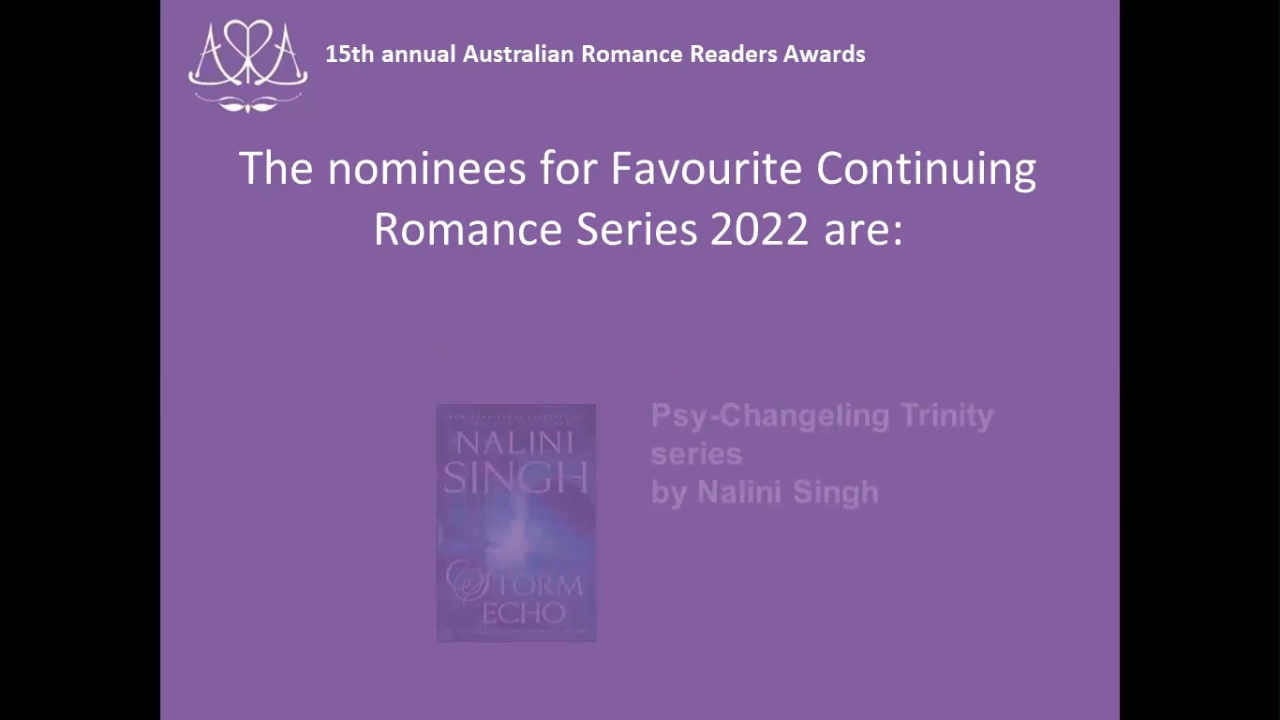 ARRA
15th annual Australian Romance Readers Awards
The nominees for Favourite Continuing
Romance Series 2022 are:
NALINI
SINGH
STORM
ECHO
Psy-Changeling Trinity
series
by Nalini Singh